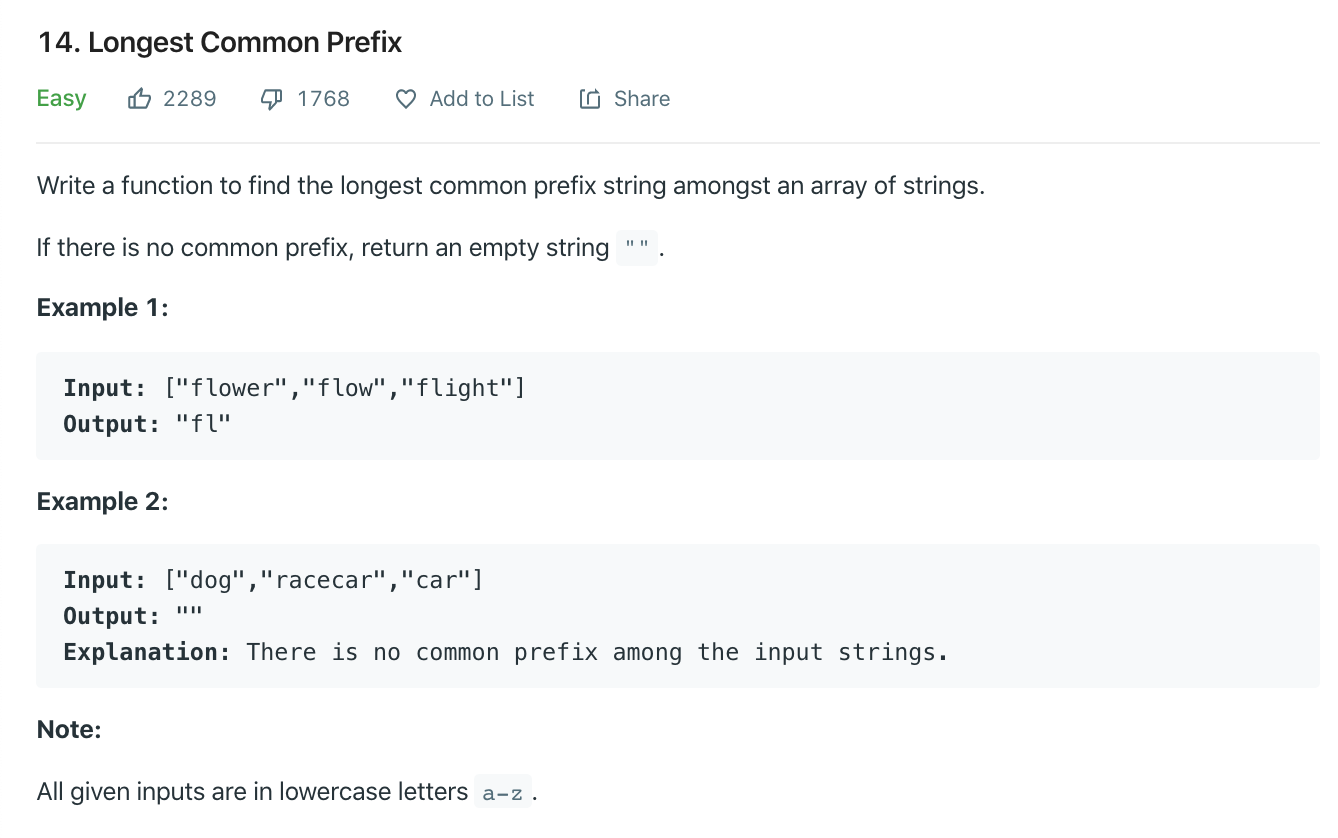 14. Longest Common Prefix
Easy 2289 1768 Add to List Share
Write a function to find the longest common prefix string amongst an array of strings.
If there is no common prefix, return an empty string "".
Example 1:
Input: ["flower","flow","flight"]
Output: "fl"
Example 2:
Input: ["dog","racecar","car"]
Output: ""
Explanation: There is no common prefix among the input strings.
Note:
All given inputs are in lowercase letters a-z.